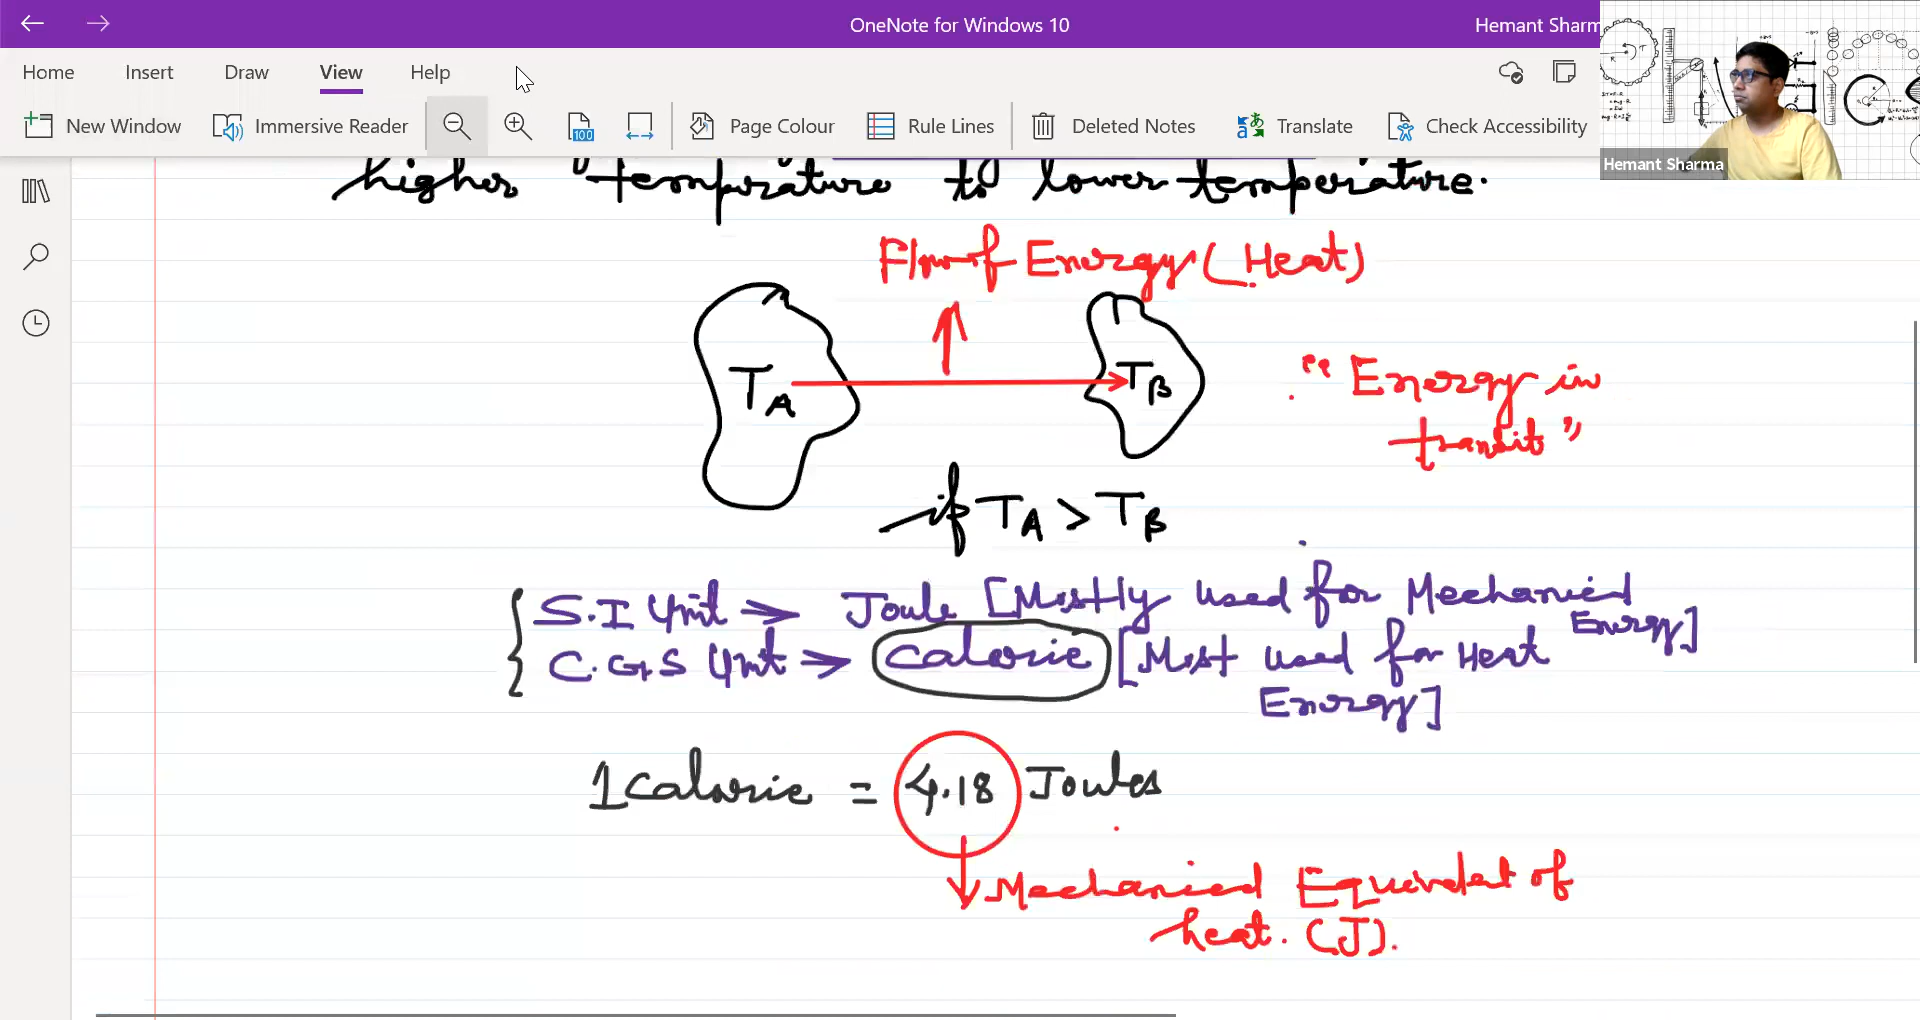 OneNote for Windows 10
Hemant Sharm
Home Insert Draw View Help
New Window Immersive Reader 100 Page Colour Rule Lines Deleted Notes Translate Check Accessibility
Hemant Sharma
higher temperature to lower temperature.
Flow of Energy (Heat)
TA TB
"Energy in
transit"
if TA > TB
S.I Unit → Joule [Mostly used for Mechanical
Energy]
C.G.S Unit → Calorie [Most used for Heat
Energy]
1 Calorie = 4.18 Joules
Mechanical Equivalent of
heat. (J).